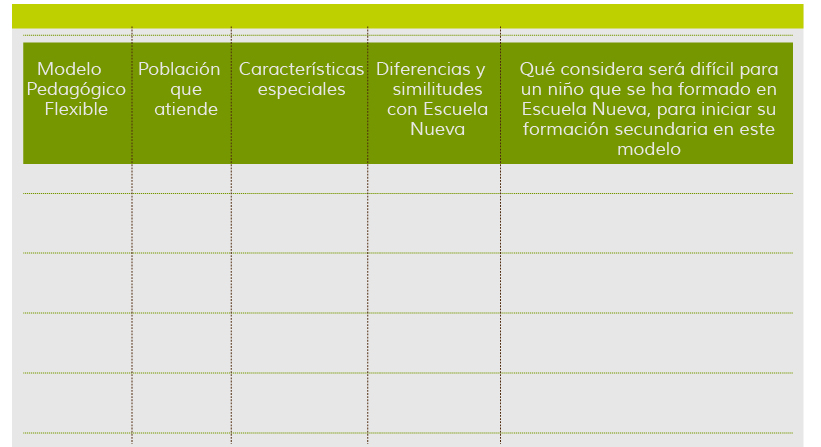 Modelo
Pedagógico
Flexible
Población
que
atiende
Características
especiales
Diferencias y
similitudes
con Escuela
Nueva
Qué considera será difícil para
un niño que se ha formado en
Escuela Nueva, para iniciar su
formación secundaria en este
modelo